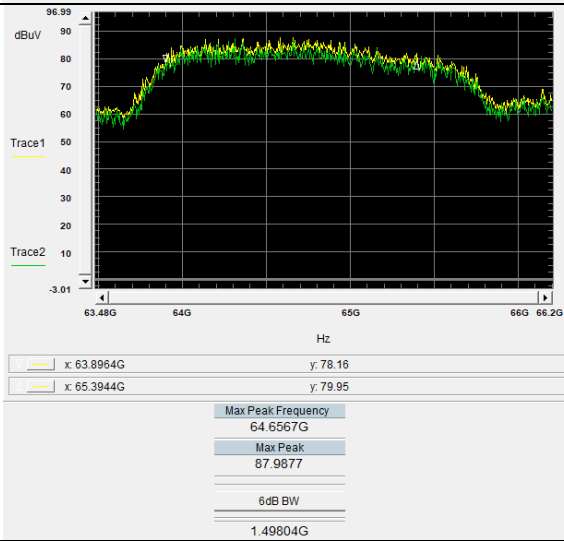 96.99
dBuV
90
80
70
60
Trace1
50
40
30
20
Trace2
10
-3.01
63.48G 64G 65G 66G 66.2G
Hz
x: 63.8964G y: 78.16
x: 65.3944G y: 79.95
Max Peak Frequency
64.6567G
Max Peak
87.9877
6dB BW
1.49804G